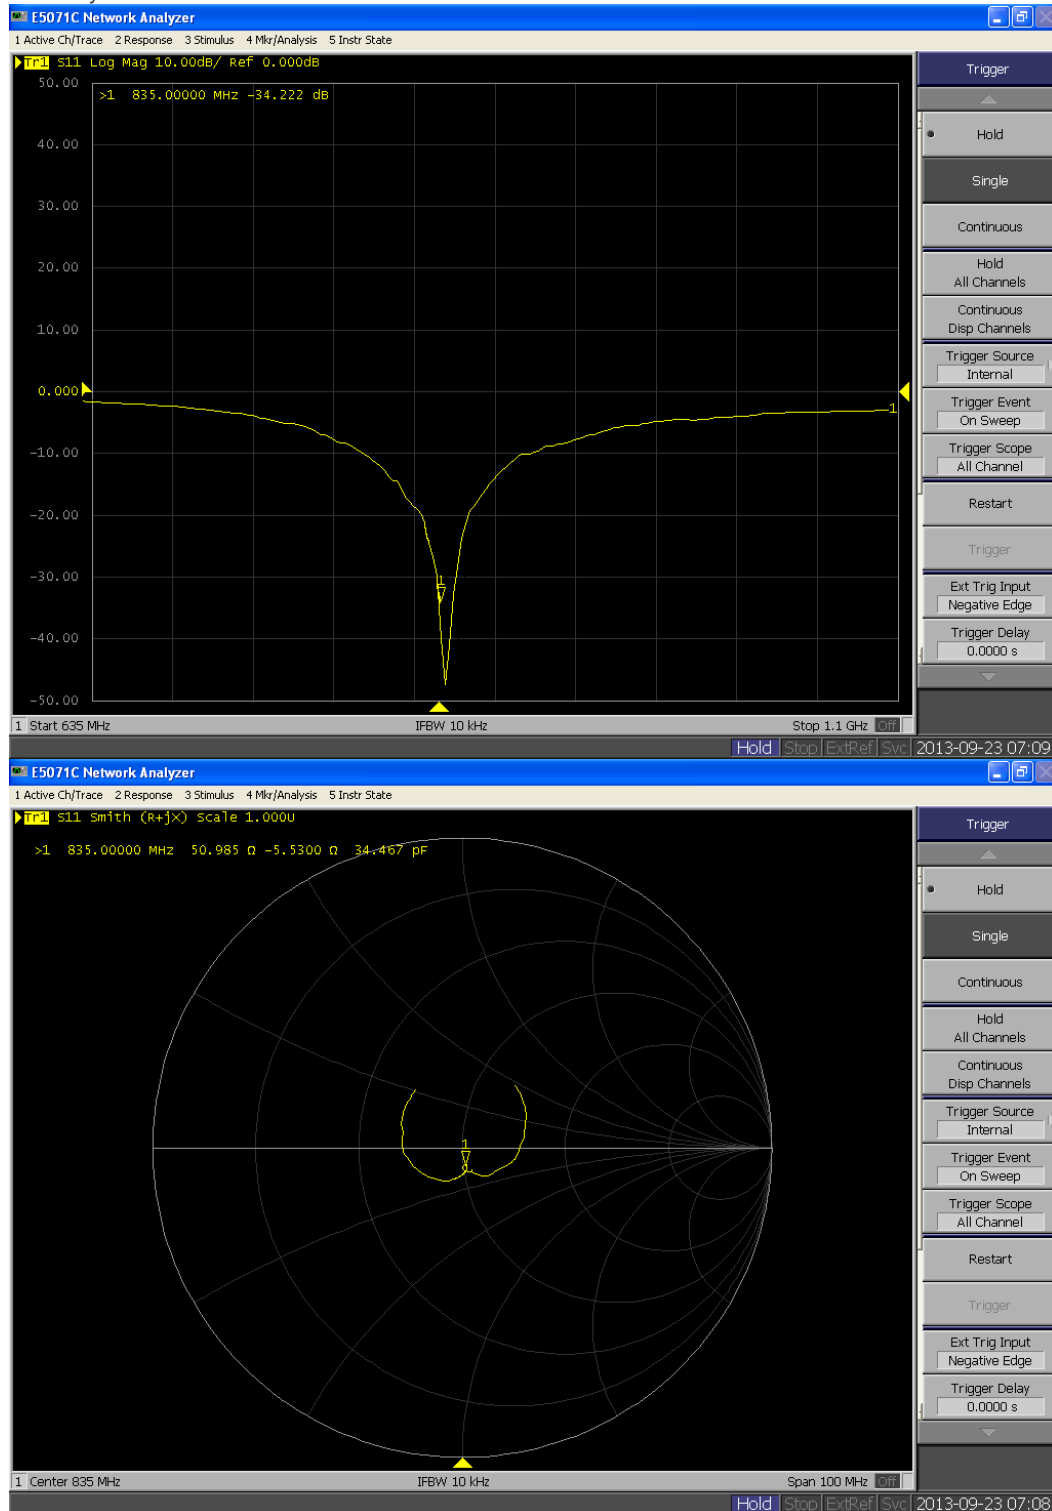 E5071C Network Analyzer
1 Active Ch/Trace 2 Response 3 Stimulus 4 Mkr/Analysis 5 Instr State
Tr1 S11 Log Mag 10.00dB/ Ref 0.000dB
50.00
>1 835.00000 MHz -34.222 dB
40.00
30.00
20.00
10.00
0.000
-10.00
-20.00
-30.00
-40.00
-50.00
1
1
Trigger
Hold
Single
Continuous
Hold
All Channels
Continuous
Disp Channels
Trigger Source
Internal
Trigger Event
On Sweep
Trigger Scope
All Channel
Restart
Trigger
Ext Trig Input
Negative Edge
Trigger Delay
0.0000 s
1 Start 635 MHz IFBW 10 kHz Stop 1.1 GHz Off
Hold Stop ExtRef Svc 2013-09-23 07:09
E5071C Network Analyzer
1 Active Ch/Trace 2 Response 3 Stimulus 4 Mkr/Analysis 5 Instr State
Tr1 S11 Smith (R+jX) Scale 1.000U
>1 835.00000 MHz 50.985 Ω -5.5300 Ω 34.467 pF
1
Trigger
Hold
Single
Continuous
Hold
All Channels
Continuous
Disp Channels
Trigger Source
Internal
Trigger Event
On Sweep
Trigger Scope
All Channel
Restart
Trigger
Ext Trig Input
Negative Edge
Trigger Delay
0.0000 s
1 Center 835 MHz IFBW 10 kHz Span 100 MHz Off
Hold Stop ExtRef Svc 2013-09-23 07:08